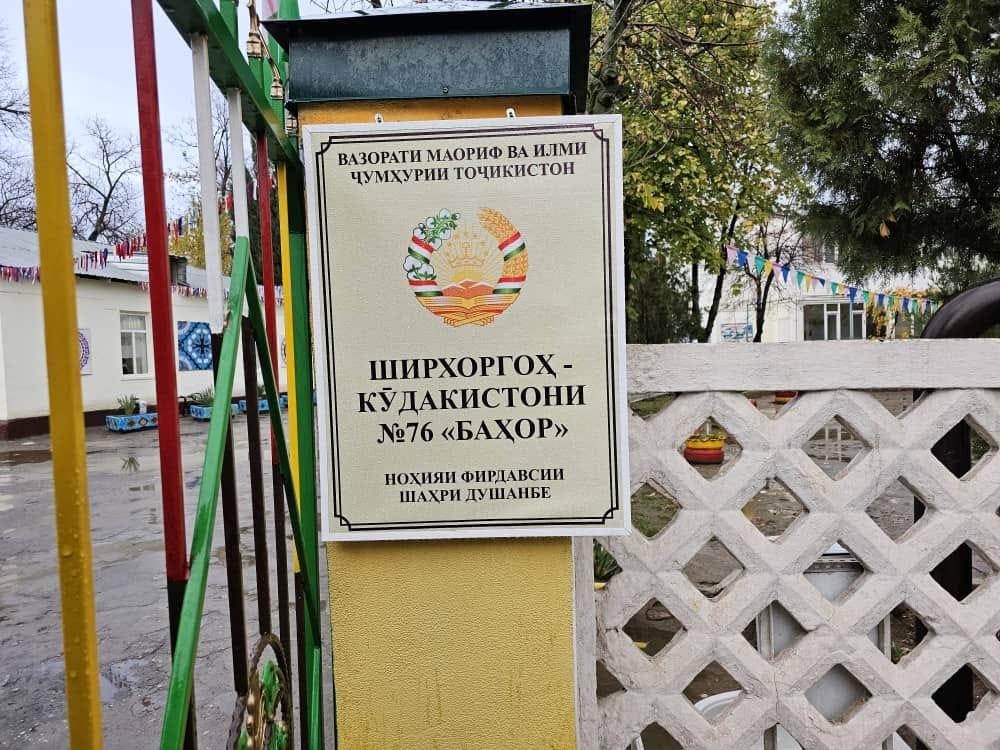 ВАЗОРАТИ МАОРИФ ВА ИЛМИ
ҶУМҲУРИИ ТОҶИКИСТОН
ШИРХОРГОҲ -
КӮДАКИСТОНИ
№76 «БАҲОР»
НОҲИЯИ ФИРДАВСИИ
ШАҲРИ ДУШАНБЕ